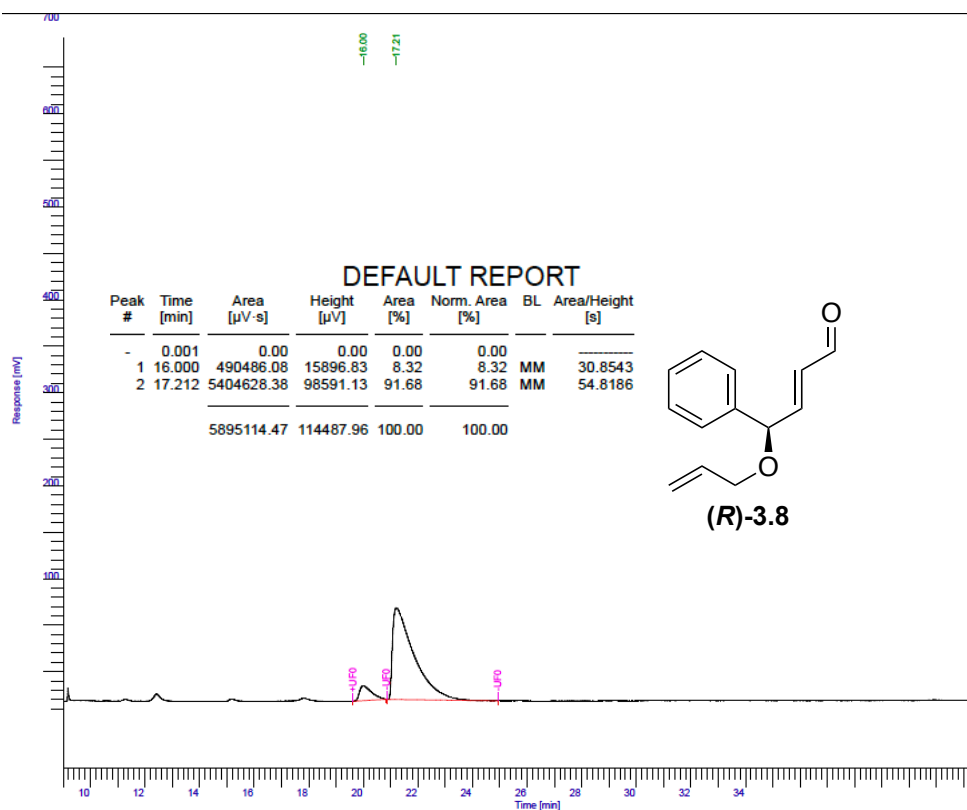 700
–16.00
–17.21
600
500
DEFAULT REPORT
400
Peak Time Area Height Area Norm. Area BL Area/Height
# [min] [µV·s] [µV] [%] [%] [s]
- 0.001 0.00 0.00 0.00 0.00 -----------
1 16.000 490486.08 15896.83 8.32 8.32 MM 30.8543
2 17.212 5404628.38 98591.13 91.68 91.68 MM 54.8186
5895114.47 114487.96 100.00 100.00
O
300
Response [mV]
O
200
(R)-3.8
100
+UF0
-UF0
-UF0
10 12 14 16 18 20 22 24 26 28 30 32 34
Time [min]